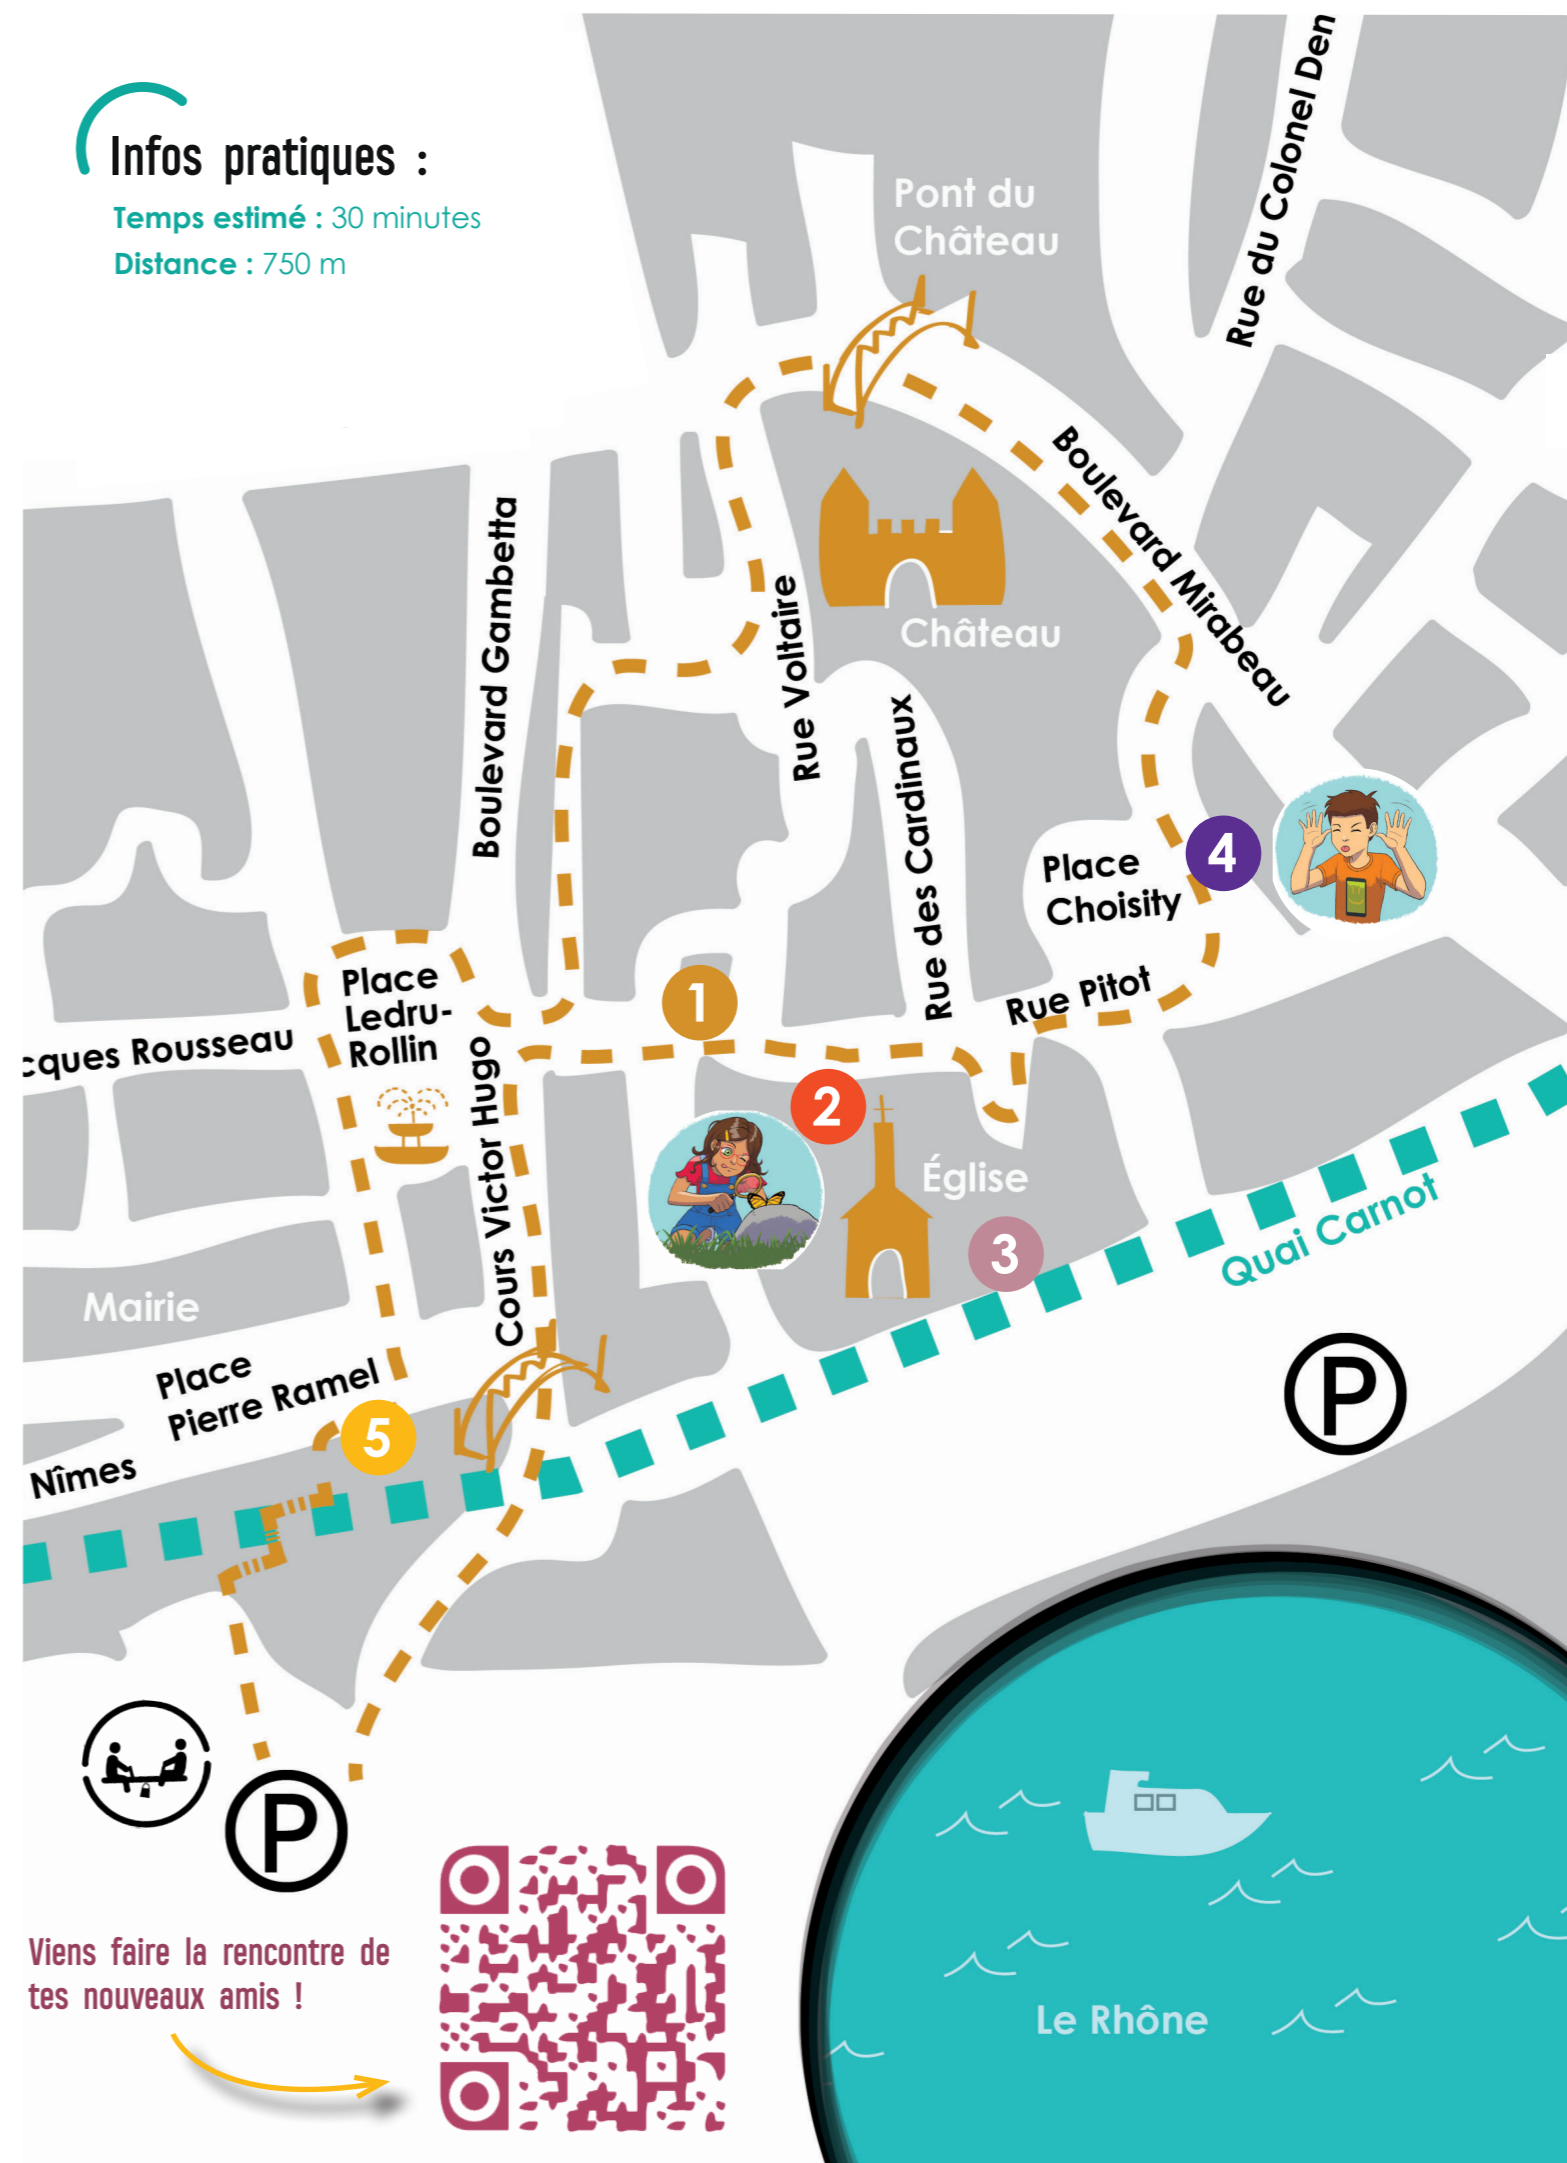 Infos pratiques :
Temps estimé : 30 minutes
Distance : 750 m
Pont du
Château
Rue du Colonel Den
Boulevard Mirabeau
Boulevard Gambetta
Château
Rue Voltaire
Rue des Cardinaux
Place
Choisity
4
Rue Pitot
1
Place
Ledru-
Rollin
cques Rousseau
Cours Victor Hugo
2
Église
3
Quai Carnot
Mairie
Place
Pierre Ramel
5
Nîmes
P
P
Viens faire la rencontre de
tes nouveaux amis !
Le Rhône